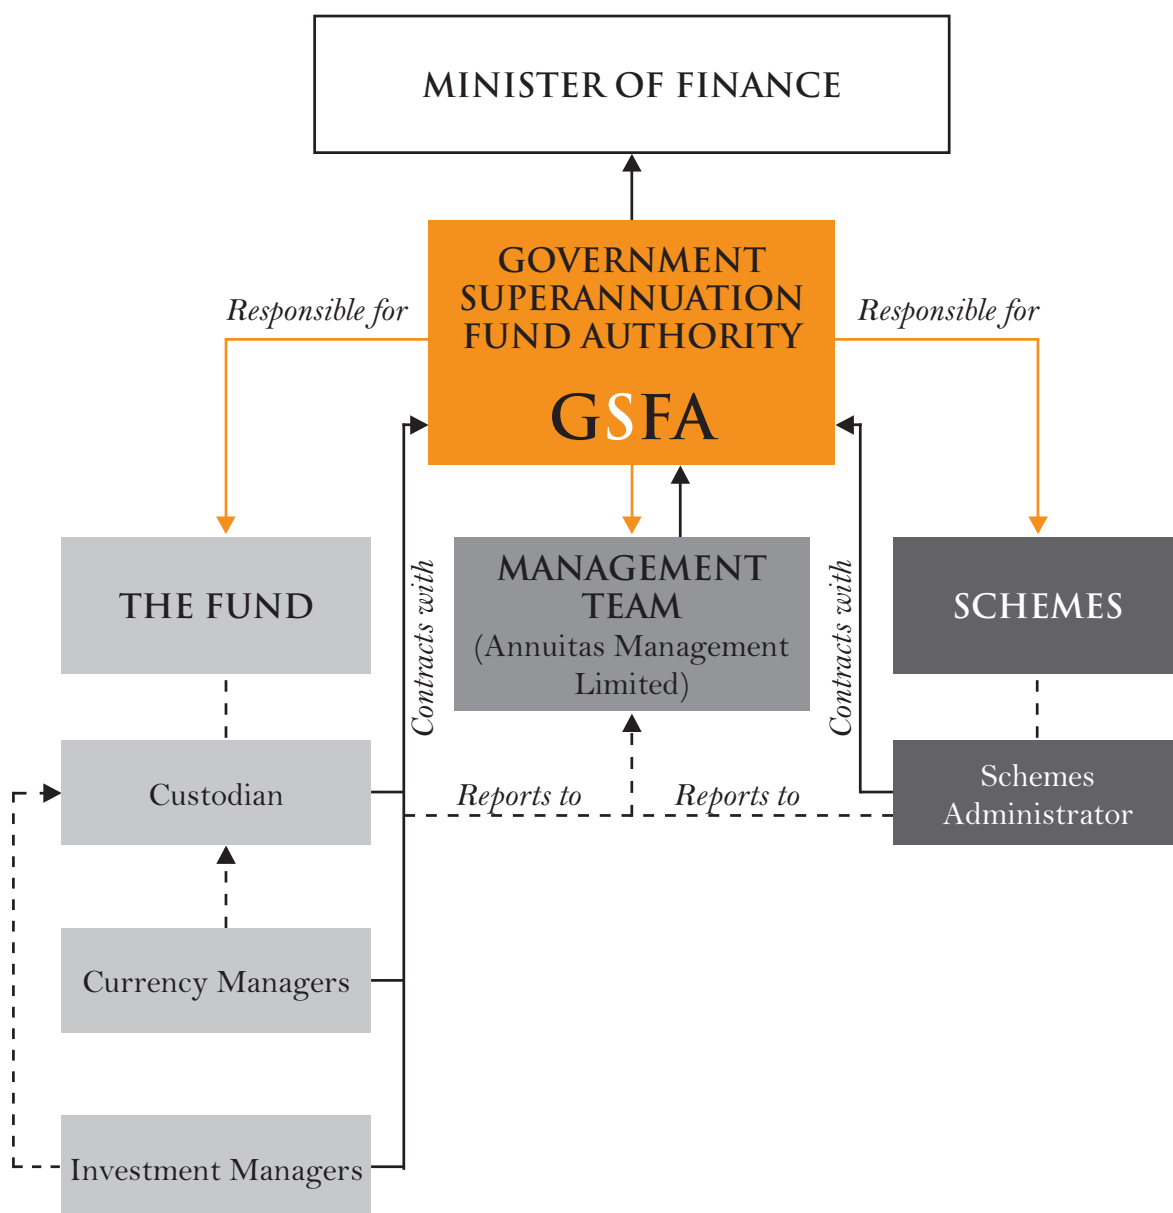 MINISTER OF FINANCE
GOVERNMENT
SUPERANNUATION
FUND AUTHORITY
GSFA
Responsible for
Responsible for
THE FUND
Contracts with
MANAGEMENT
TEAM
(Annuitas Management
Limited)
Contracts with
SCHEMES
Custodian
Reports to
Reports to
Schemes
Administrator
Currency Managers
Investment Managers